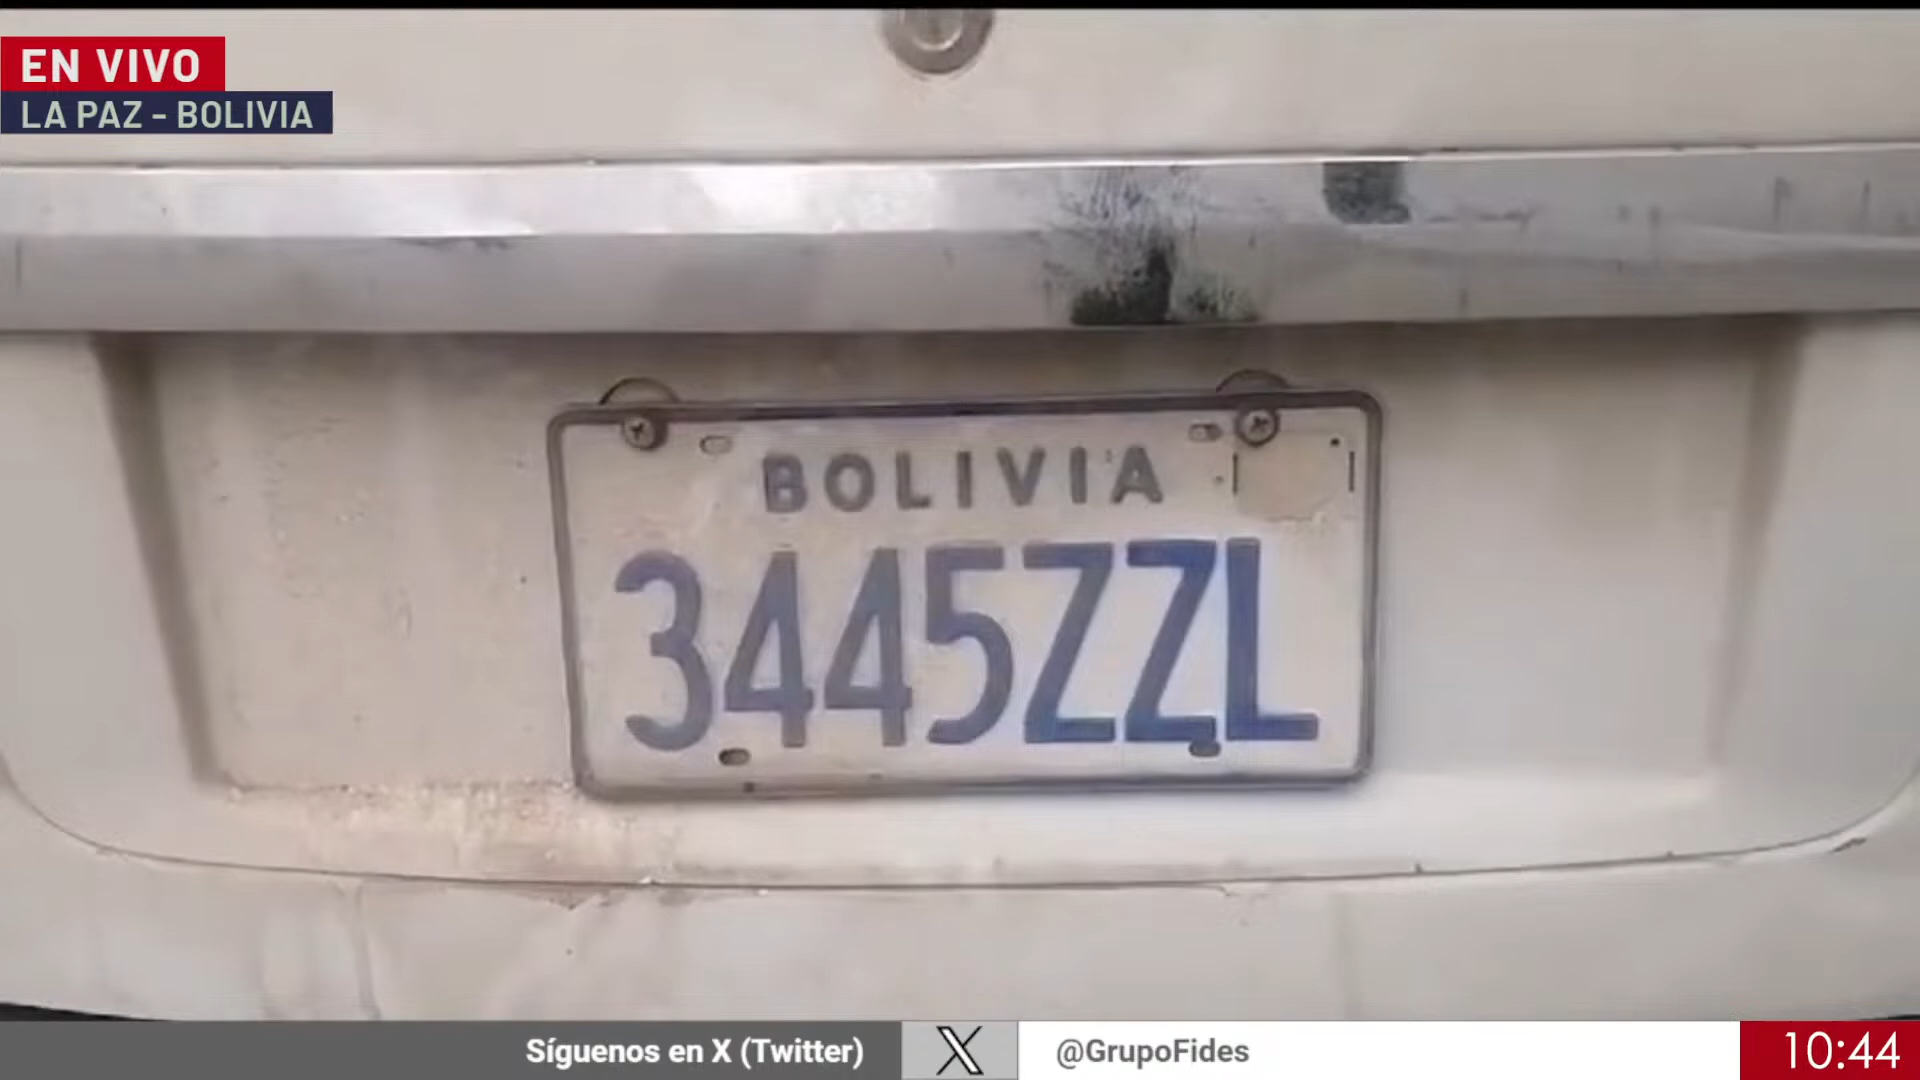 EN VIVO
LA PAZ - BOLIVIA
BOLIVIA
3445ZZL
Síguenos en X (Twitter) X @GrupoFides
10:44